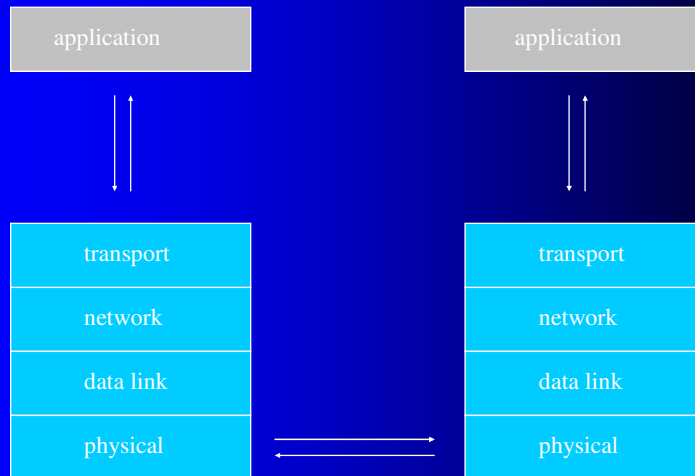 application
application
transport
transport
network
network
data link
data link
physical
physical